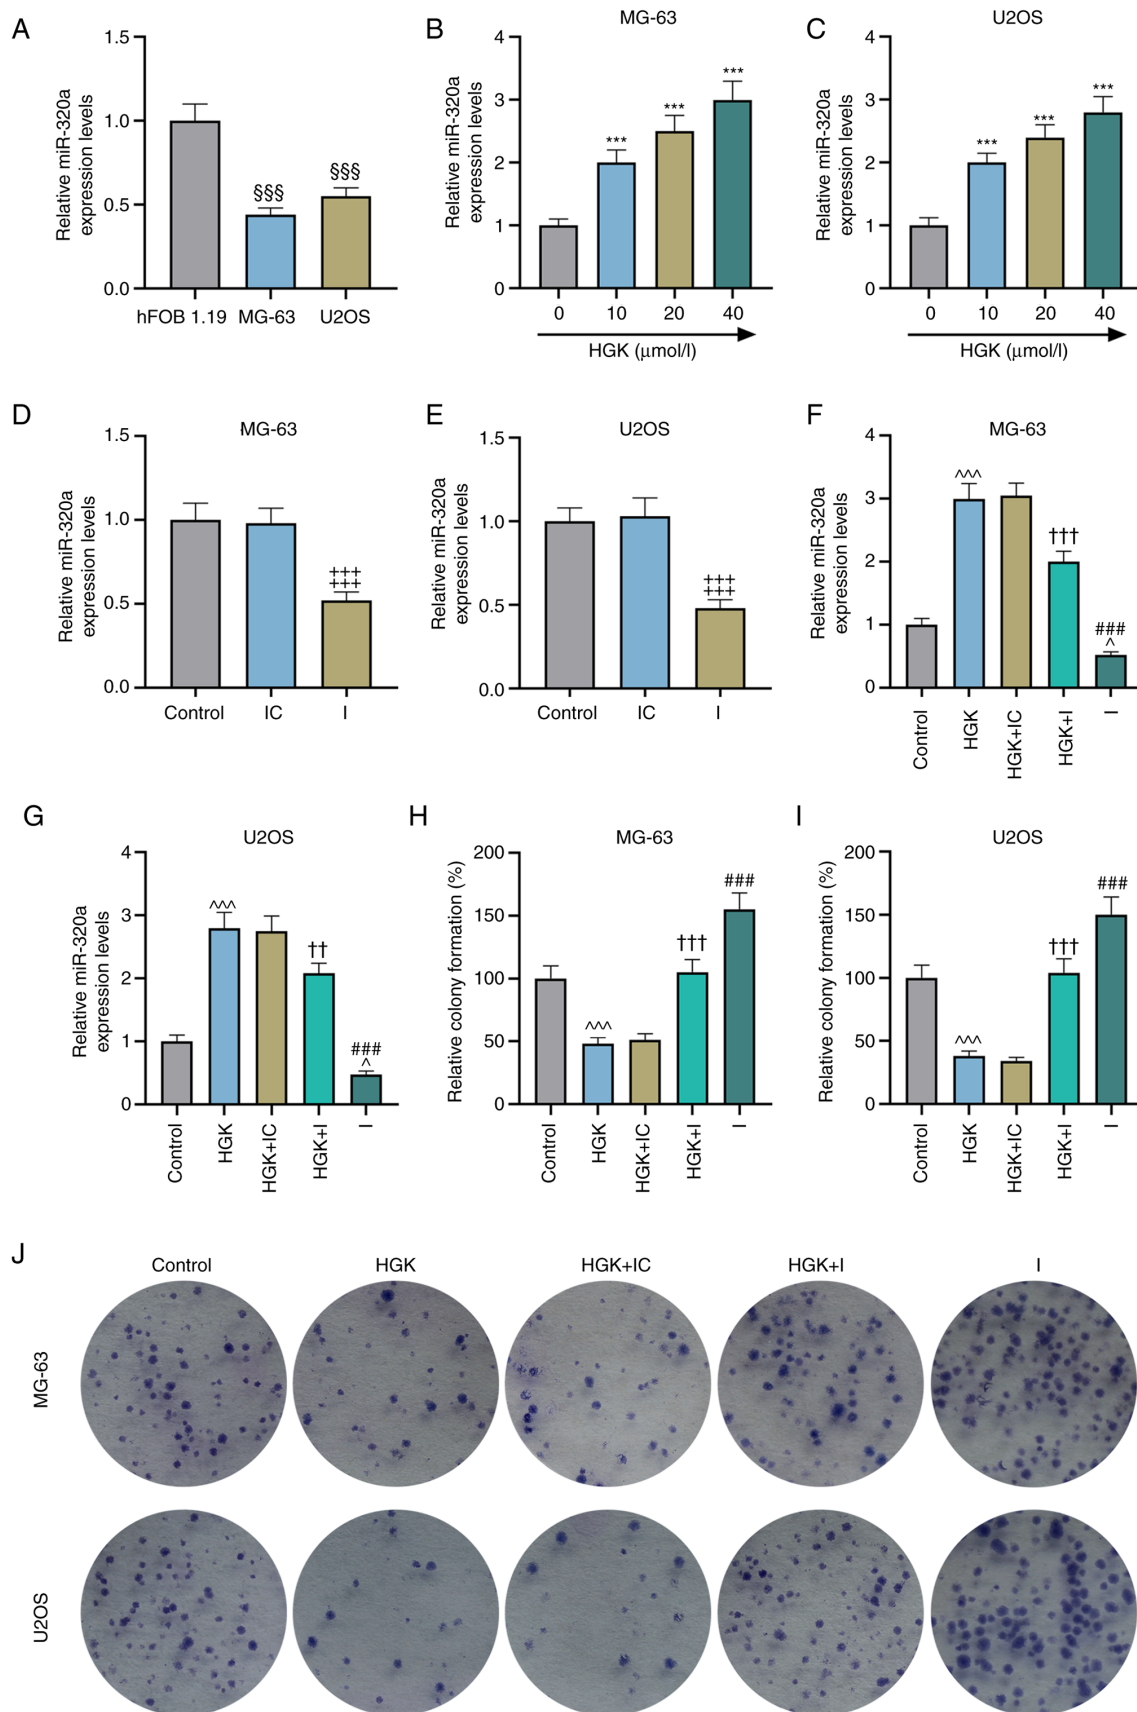 A
Relative miR-320a
expression levels
1.5
1.0
0.5
0.0
§§§
§§§
hFOB 1.19 MG-63 U2OS
B
MG-63
Relative miR-320a
expression levels
4
3
2
1
0
***
***
***
0 10 20 40
HGK (μmol/l)
C
U2OS
Relative miR-320a
expression levels
4
3
2
1
0
***
***
***
0 10 20 40
HGK (μmol/l)
D
MG-63
Relative miR-320a
expression levels
1.5
1.0
0.5
0.0
‡‡‡
Control IC I
E
U2OS
Relative miR-320a
expression levels
1.5
1.0
0.5
0.0
‡‡‡
Control IC I
F
MG-63
Relative miR-320a
expression levels
4
3
2
1
0
^^^
†††
###
^
Control
HGK
HGK+IC
HGK+I
I
G
U2OS
Relative miR-320a
expression levels
4
3
2
1
0
^^^
††
###
^
Control
HGK
HGK+IC
HGK+I
I
H
MG-63
Relative colony formation (%)
200
150
100
50
0
^^^
†††
###
Control
HGK
HGK+IC
HGK+I
I
I
U2OS
Relative colony formation (%)
200
150
100
50
0
^^^
†††
###
Control
HGK
HGK+IC
HGK+I
I
J
Control HGK HGK+IC HGK+I I
MG-63
U2OS